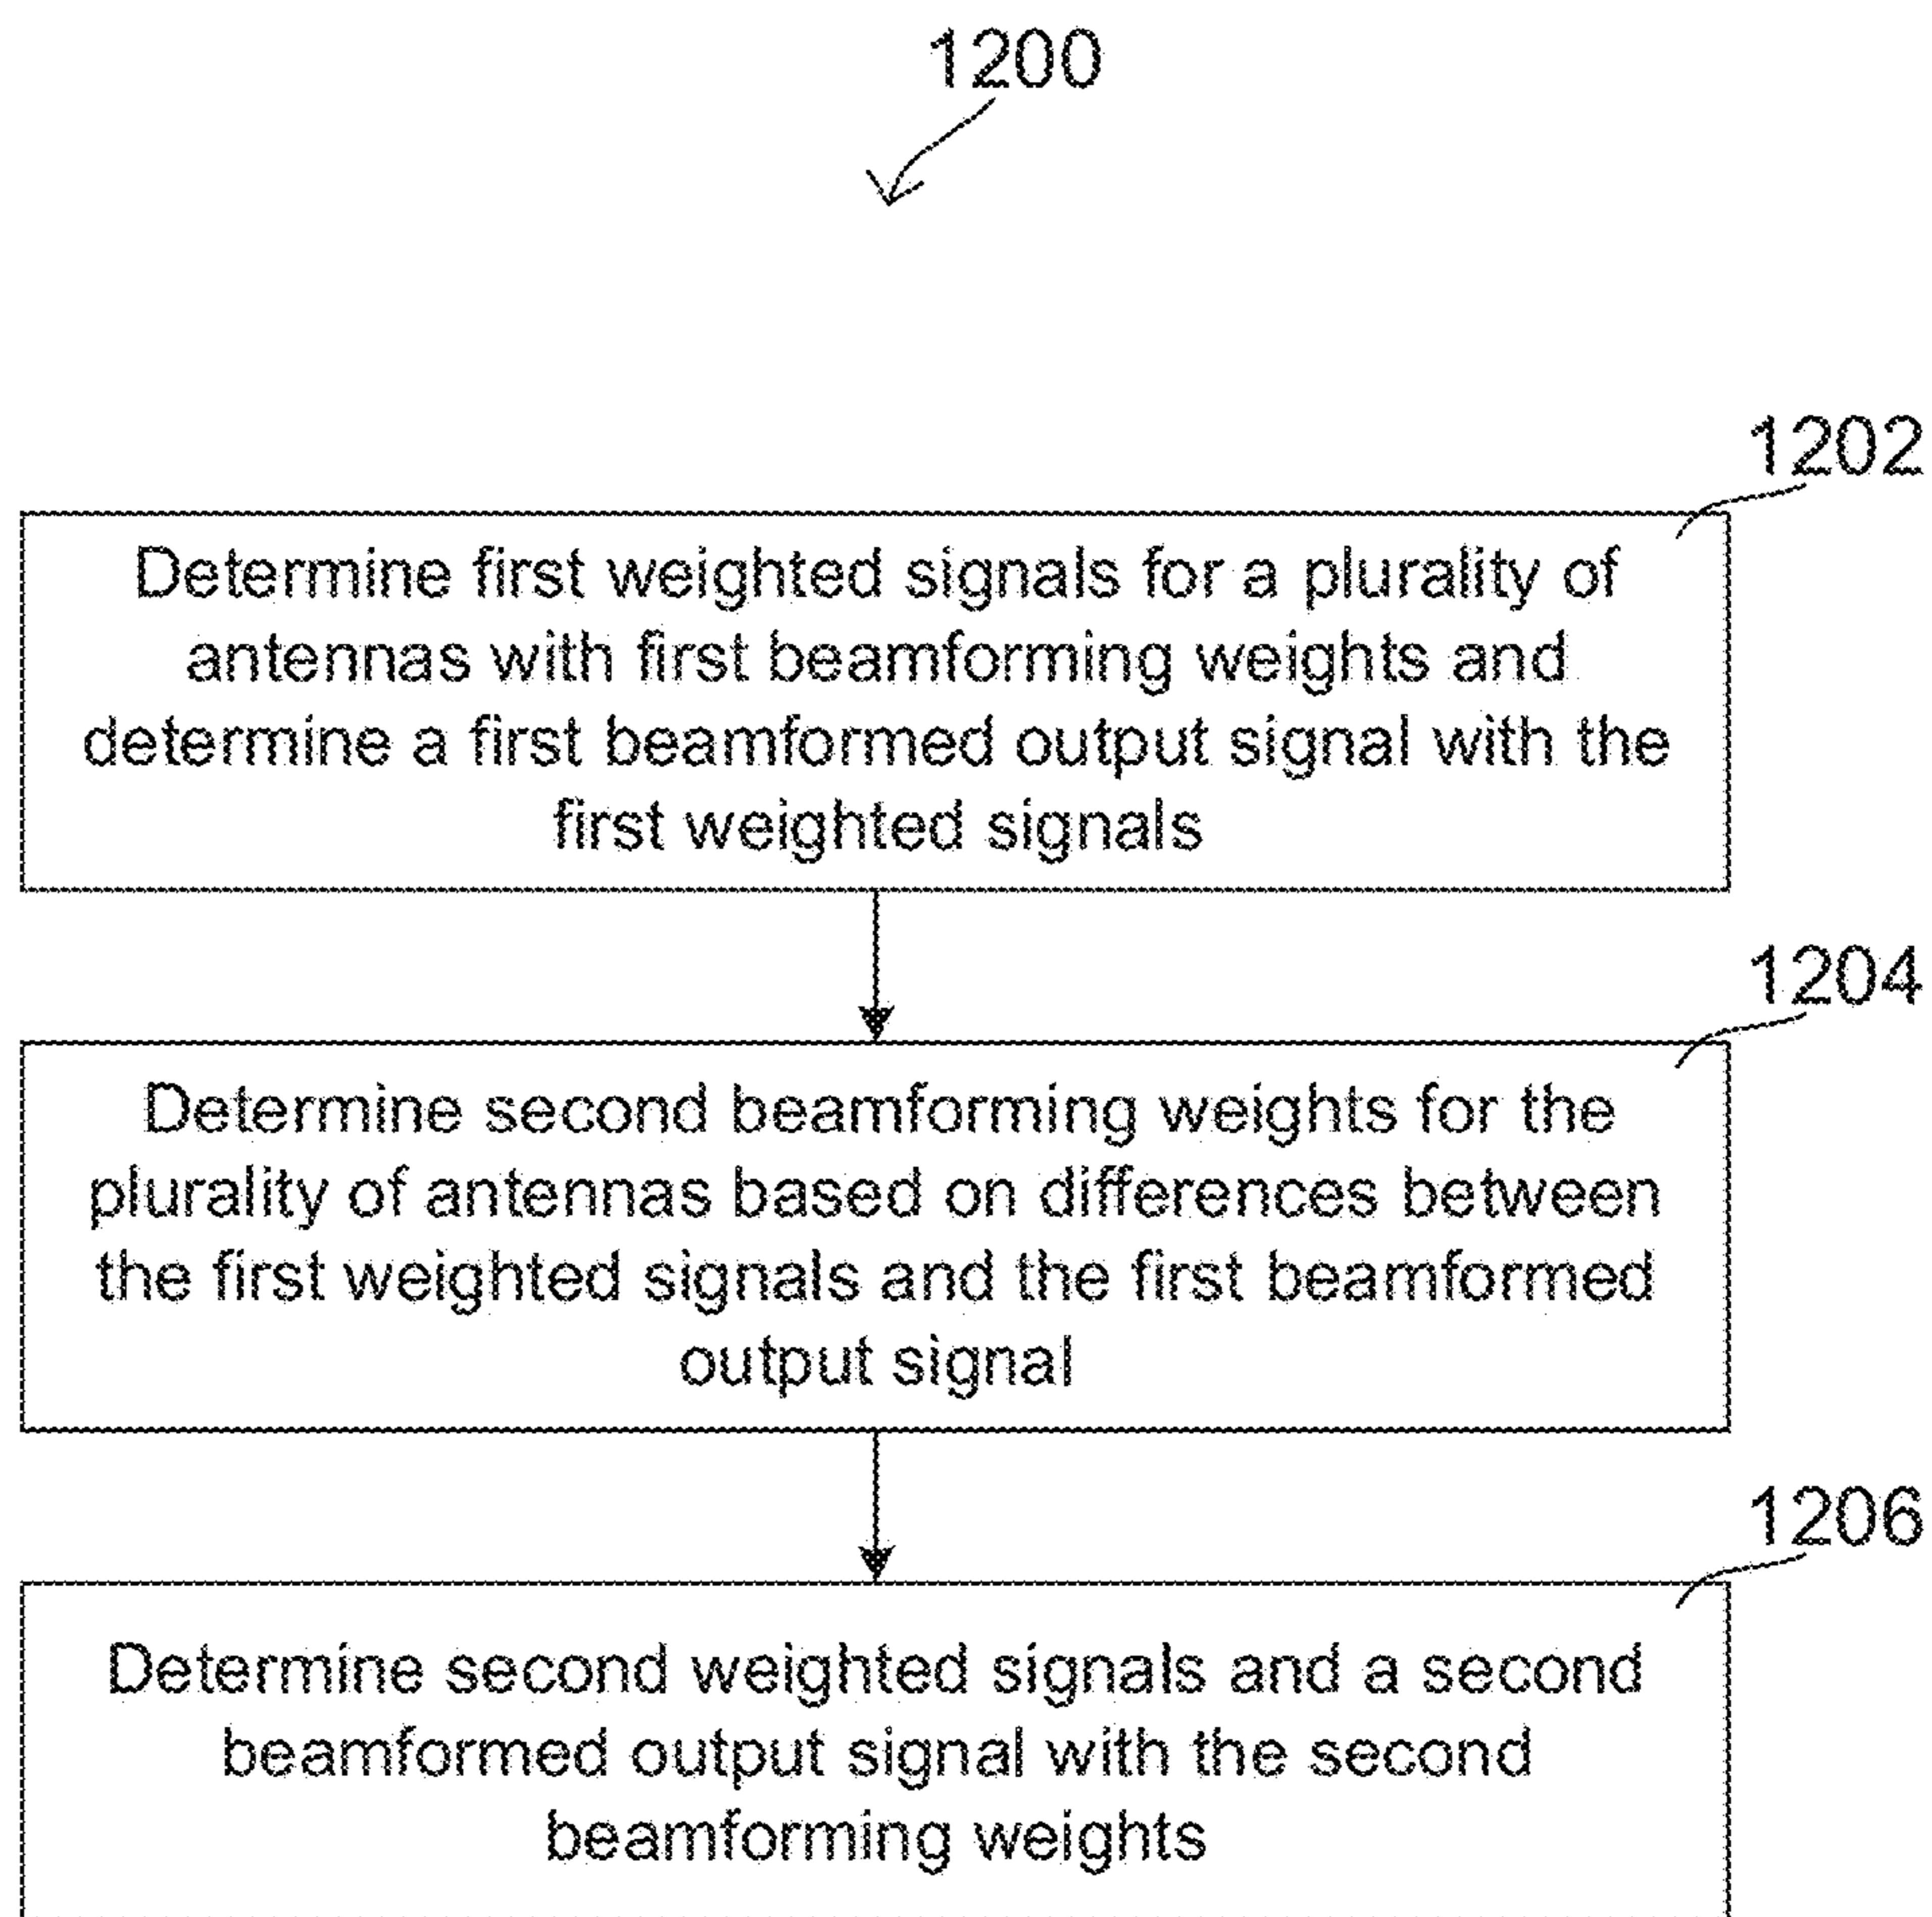 1200
1202
Determine first weighted signals for a plurality of
antennas with first beamforming weights and
determine a first beamformed output signal with the
first weighted signals
1204
Determine second beamforming weights for the
plurality of antennas based on differences between
the first weighted signals and the first beamformed
output signal
1206
Determine second weighted signals and a second
beamformed output signal with the second
beamforming weights